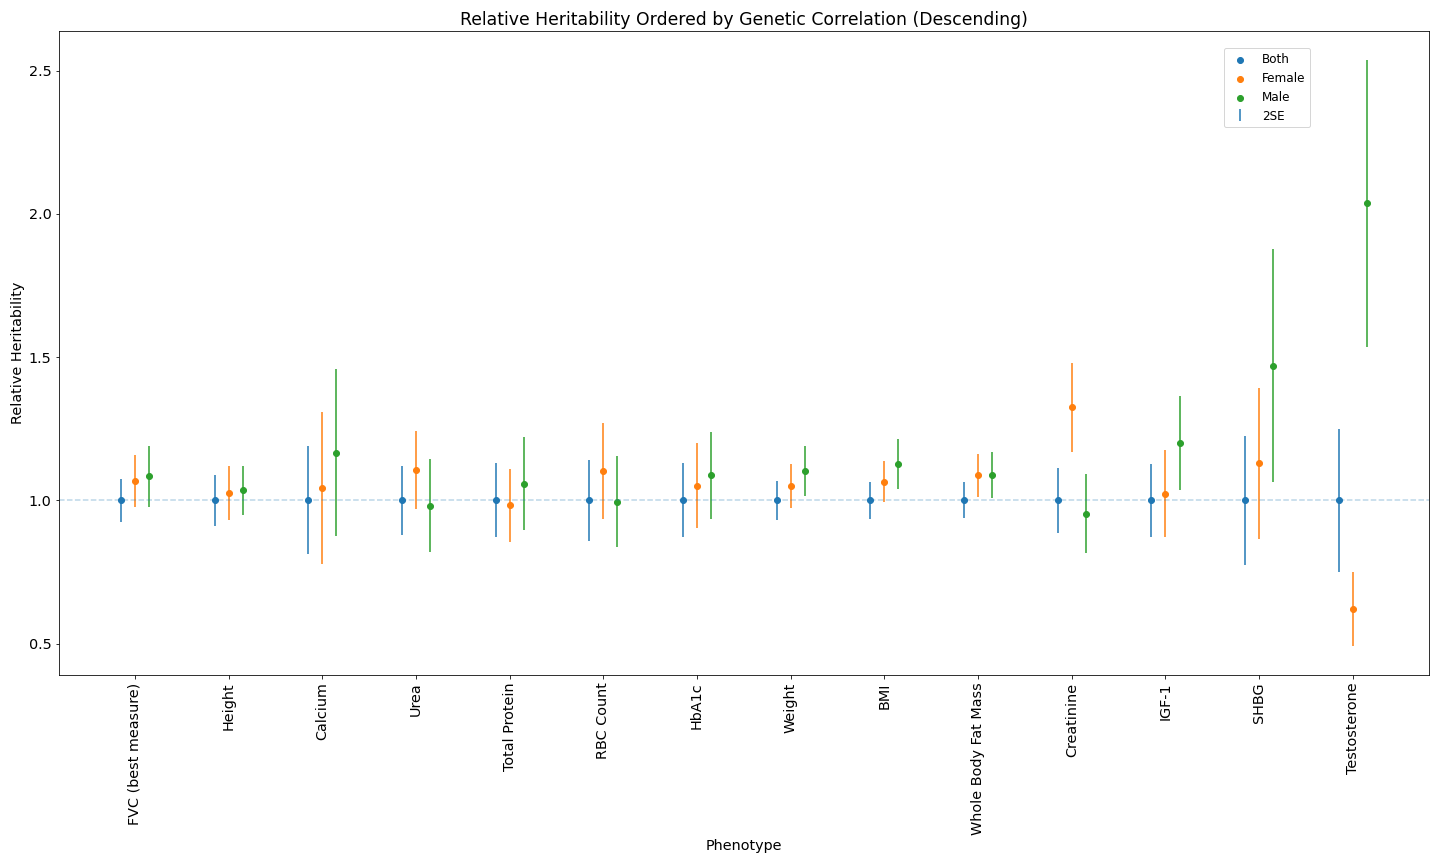 Relative Heritability Ordered by Genetic Correlation (Descending)
Both
Female
Male
2SE
Relative Heritability
2.5
2.0
1.5
1.0
0.5
FVC (best measure)
Height
Calcium
Urea
Total Protein
RBC Count
HbA1c
Weight
BMI
Whole Body Fat Mass
Creatinine
IGF-1
SHBG
Testosterone
Phenotype